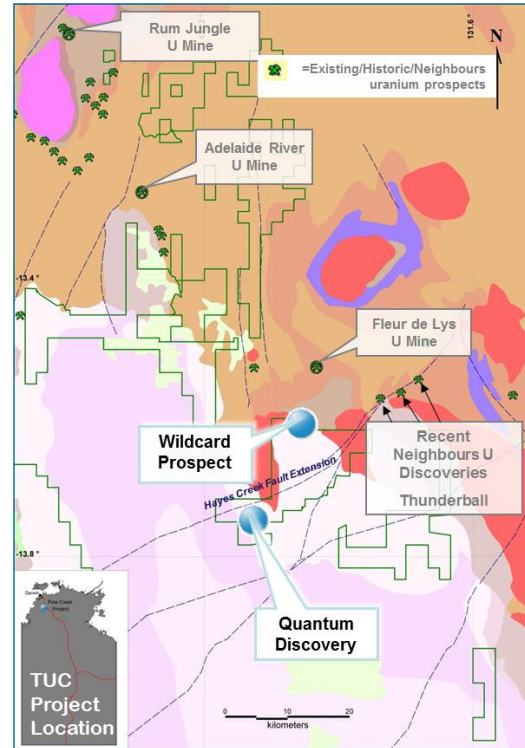 Rum Jungle
U Mine
131.6 °
N
=Existing/Historic/Neighbours
uranium prospects
Adelaide River
U Mine
-13.4 °
Fleur de Lys
U Mine
Wildcard
Prospect
Recent
Neighbours U
Discoveries
Thunderball
Hayes Creek Fault Extension
-13.8 °
Quantum
Discovery
Darwin
Pine Creek
Project
TUC
Project
Location
0 10 20
kilometers